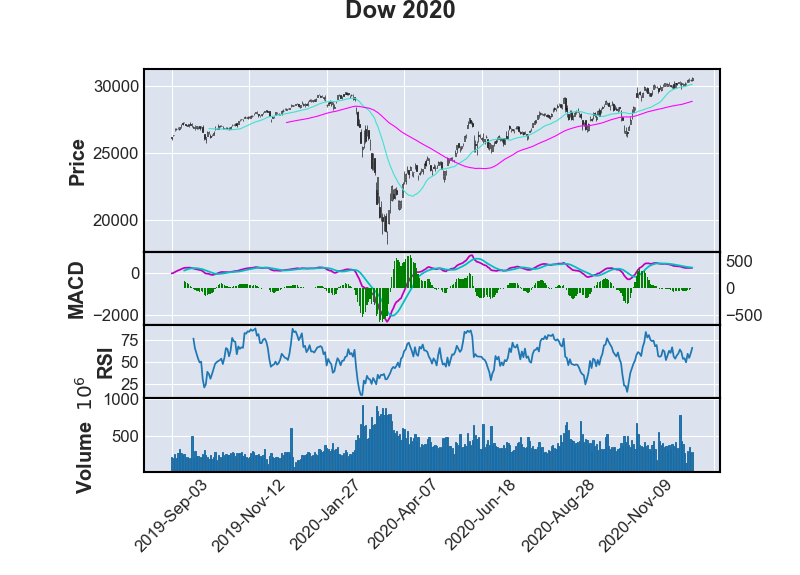 Dow 2020
Price
30000
25000
20000
MACD
0
−2000
500
0
−500
RSI
75
50
25
Volume 10^6
1000
500
2019-Sep-03
2019-Nov-12
2020-Jan-27
2020-Apr-07
2020-Jun-18
2020-Aug-28
2020-Nov-09